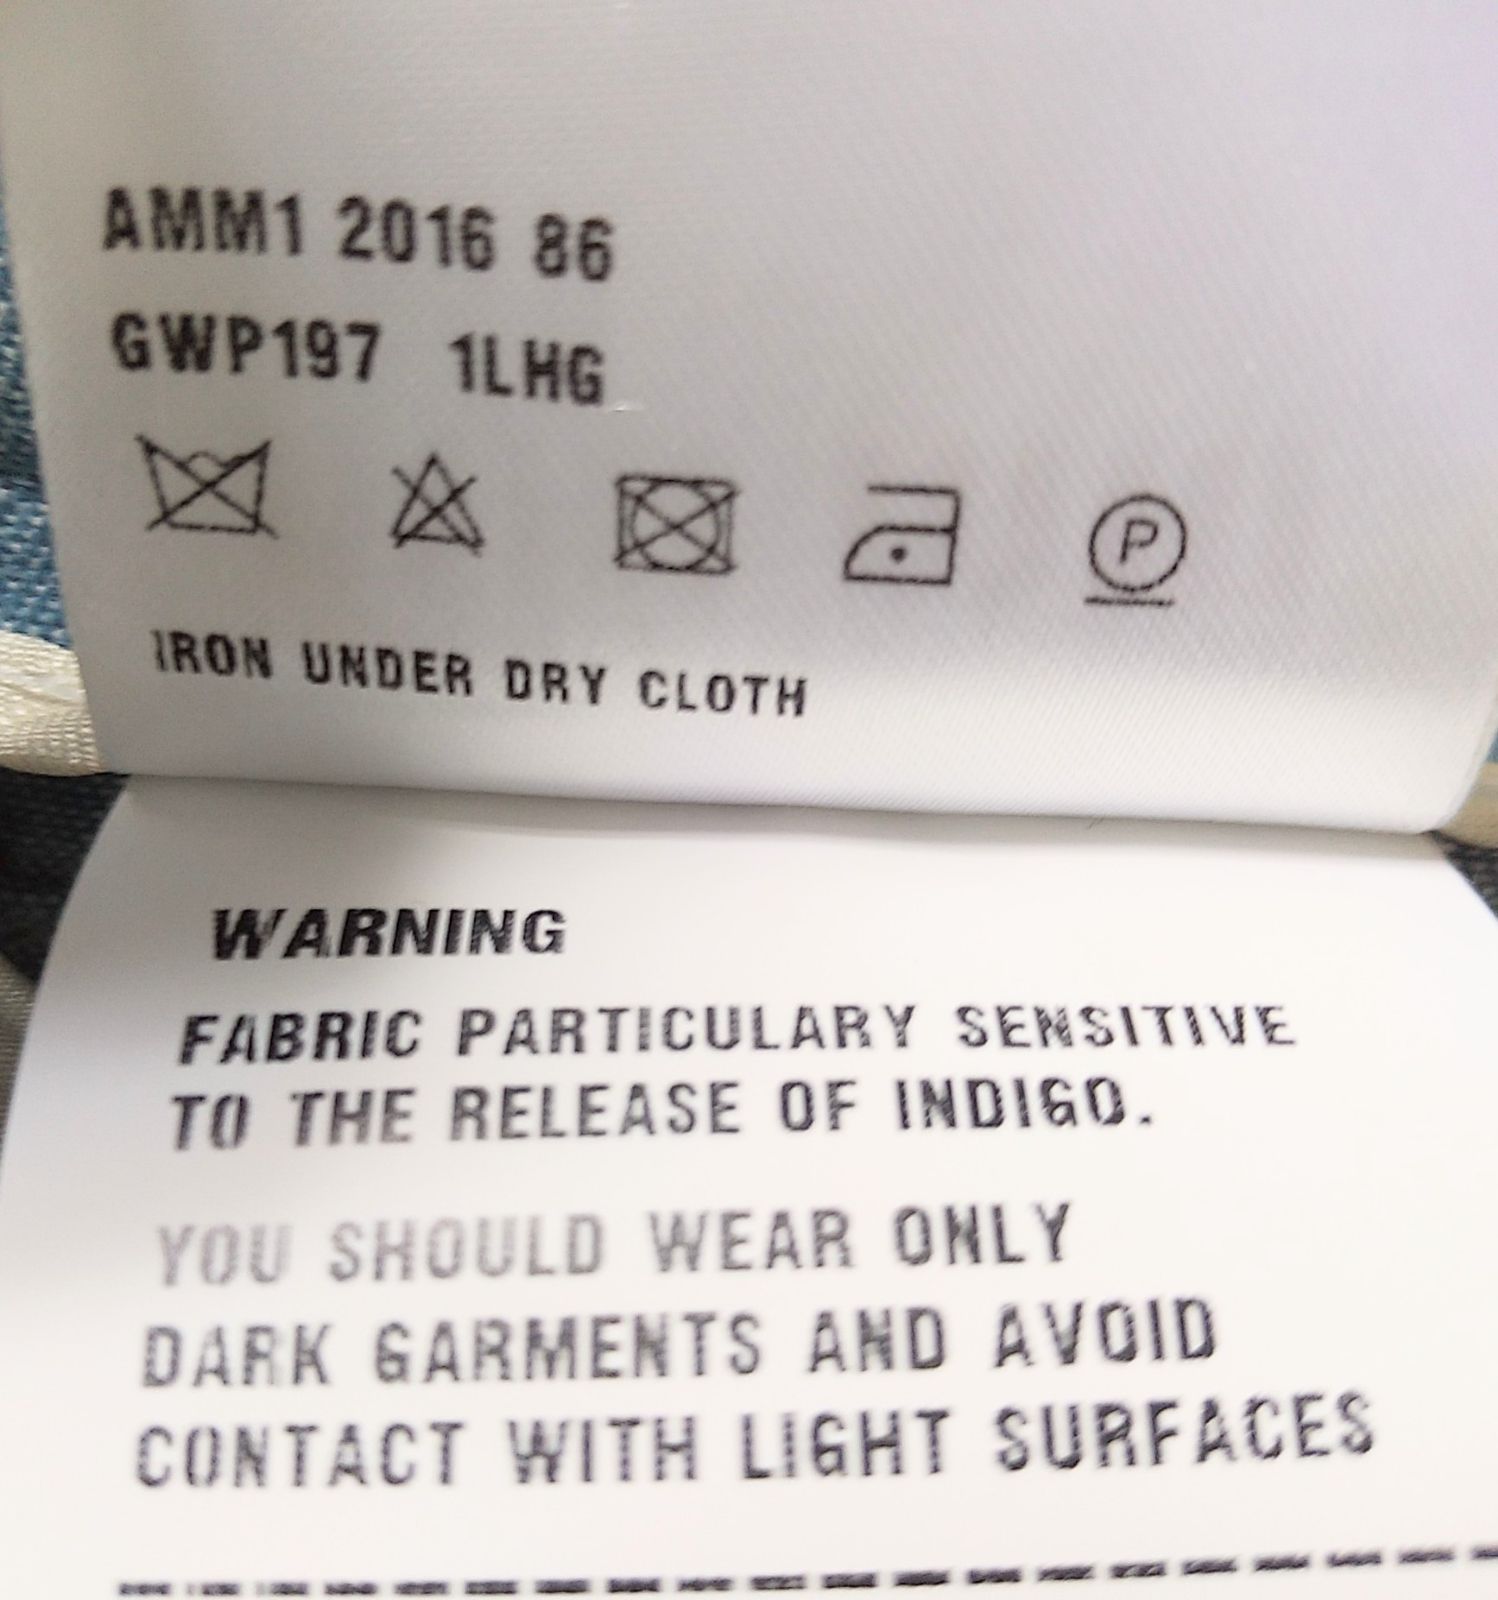 AMM1 2016 86
GWP197 1LHG
P
IRON UNDER DRY CLOTH
WARNING
FABRIC PARTICULARY SENSITIVE
TO THE RELEASE OF INDIGO.
YOU SHOULD WEAR ONLY
DARK GARMENTS AND AVOID
CONTACT WITH LIGHT SURFACES